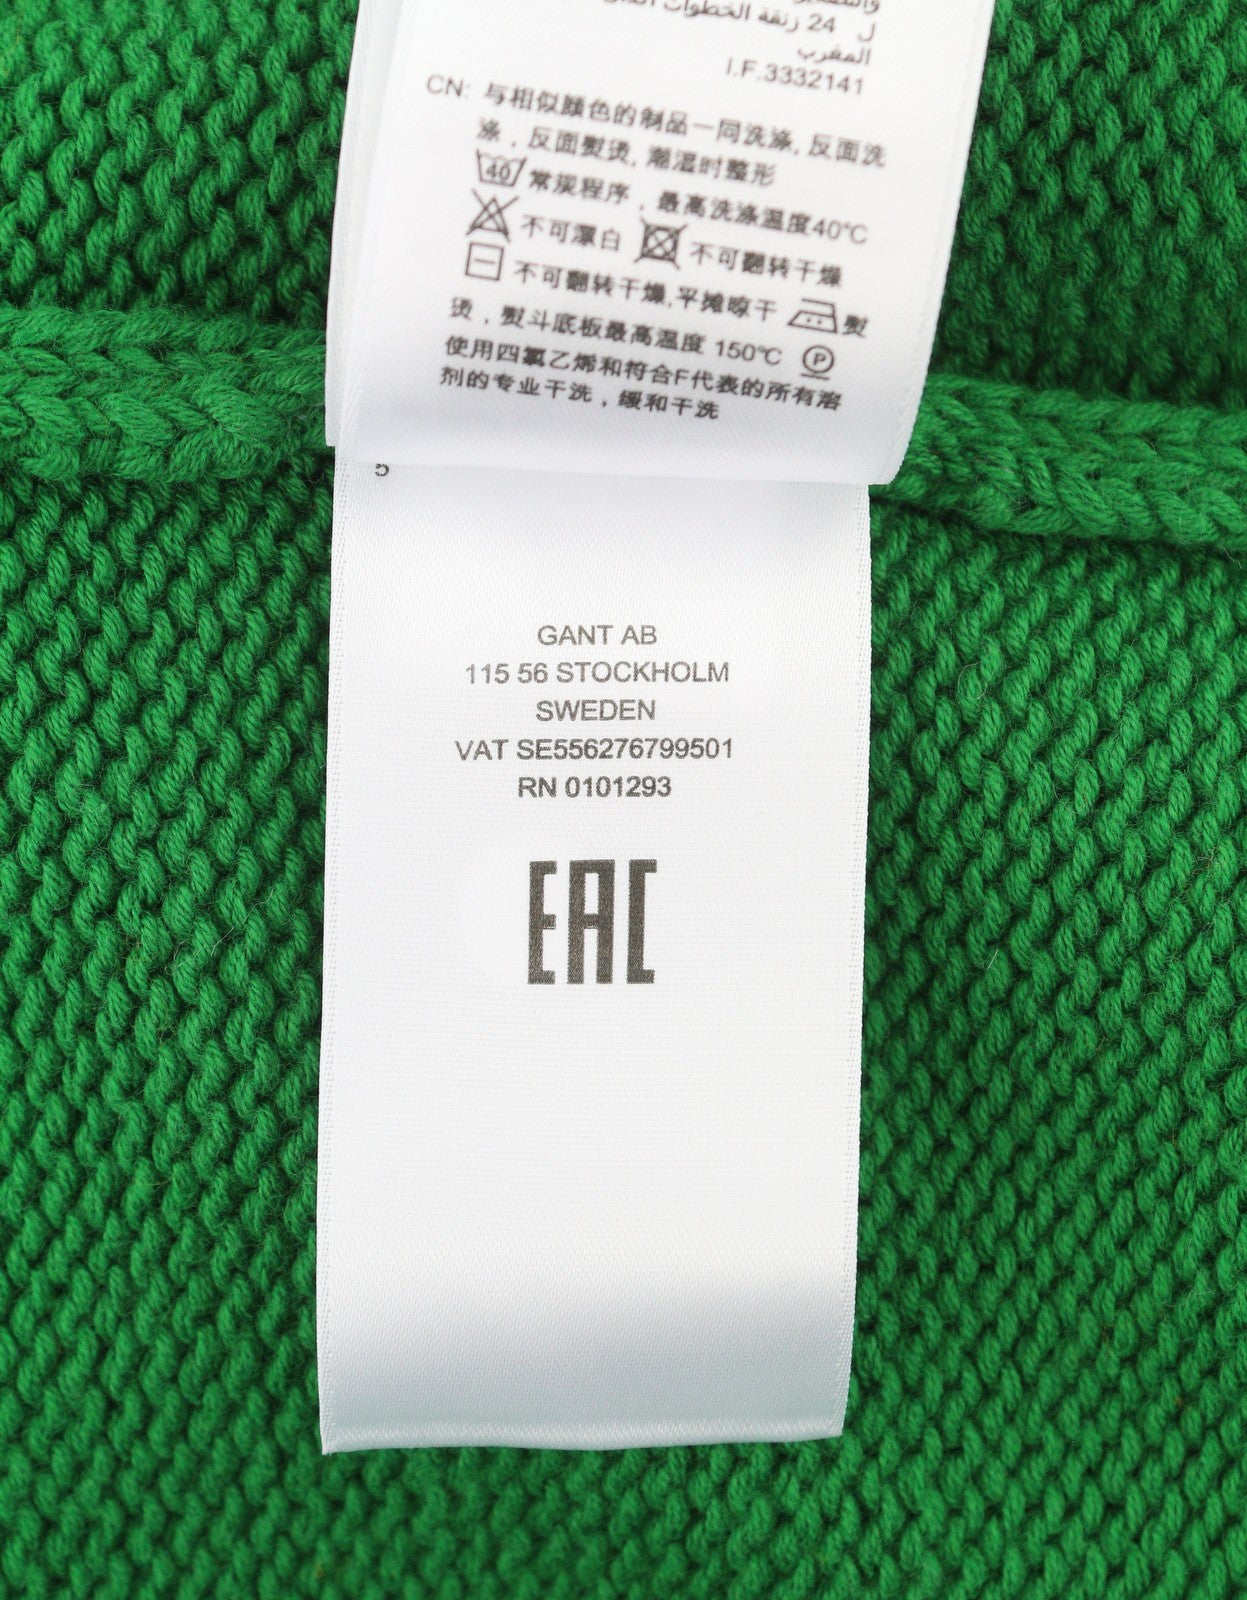 ل 24 زنقة الخطوات
المغرب
I.F.3332141
CN: 与相似颜色的制品一同洗涤, 反面洗
涤，反面熨烫, 潮湿时整形
40 常规程序，最高洗涤温度40℃
不可漂白 不可翻转干燥
不可翻转干燥,平摊晾干 熨
烫，熨斗底板最高温度 150℃ P
使用四氯乙烯和符合F代表的所有溶
剂的专业干洗，缓和干洗
5
GANT AB
115 56 STOCKHOLM
SWEDEN
VAT SE556276799501
RN 0101293
EAC